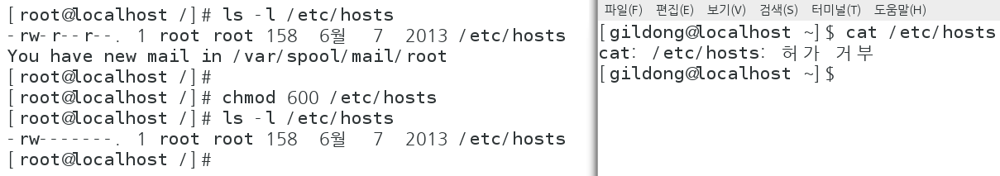 [root@localhost /]# ls -l /etc/hosts
-rw-r--r--. 1 root root 158  6월  7  2013 /etc/hosts
You have new mail in /var/spool/mail/root
[root@localhost /]#
[root@localhost /]# chmod 600 /etc/hosts
[root@localhost /]# ls -l /etc/hosts
-rw-------. 1 root root 158  6월  7  2013 /etc/hosts
[root@localhost /]#
파일(F) 편집(E) 보기(V) 검색(S) 터미널(T) 도움말(H)
[gildong@localhost ~]$ cat /etc/hosts
cat: /etc/hosts: 허가 거부
[gildong@localhost ~]$